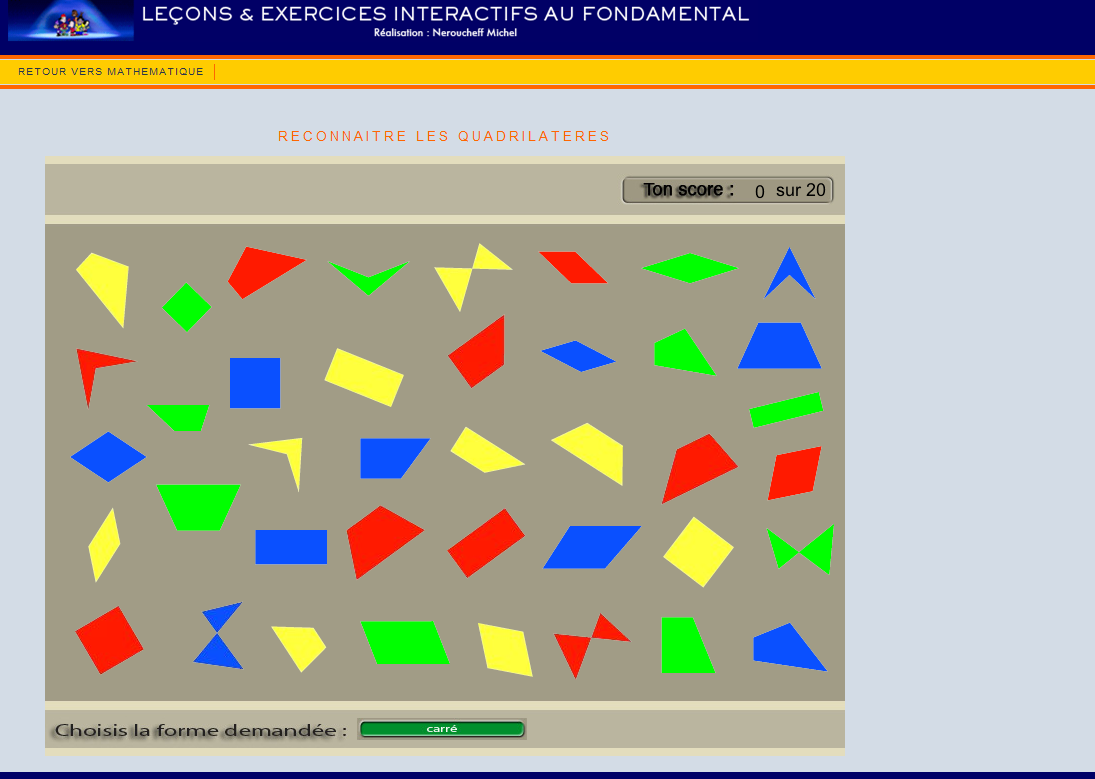 LEÇONS & EXERCICES INTERACTIFS AU FONDAMENTAL
Réalisation : Neroucheff Michel
RETOUR VERS MATHEMATIQUE
RECONNAITRE LES QUADRILATERES
Ton score : 0 sur 20
Choisis la forme demandée : carré